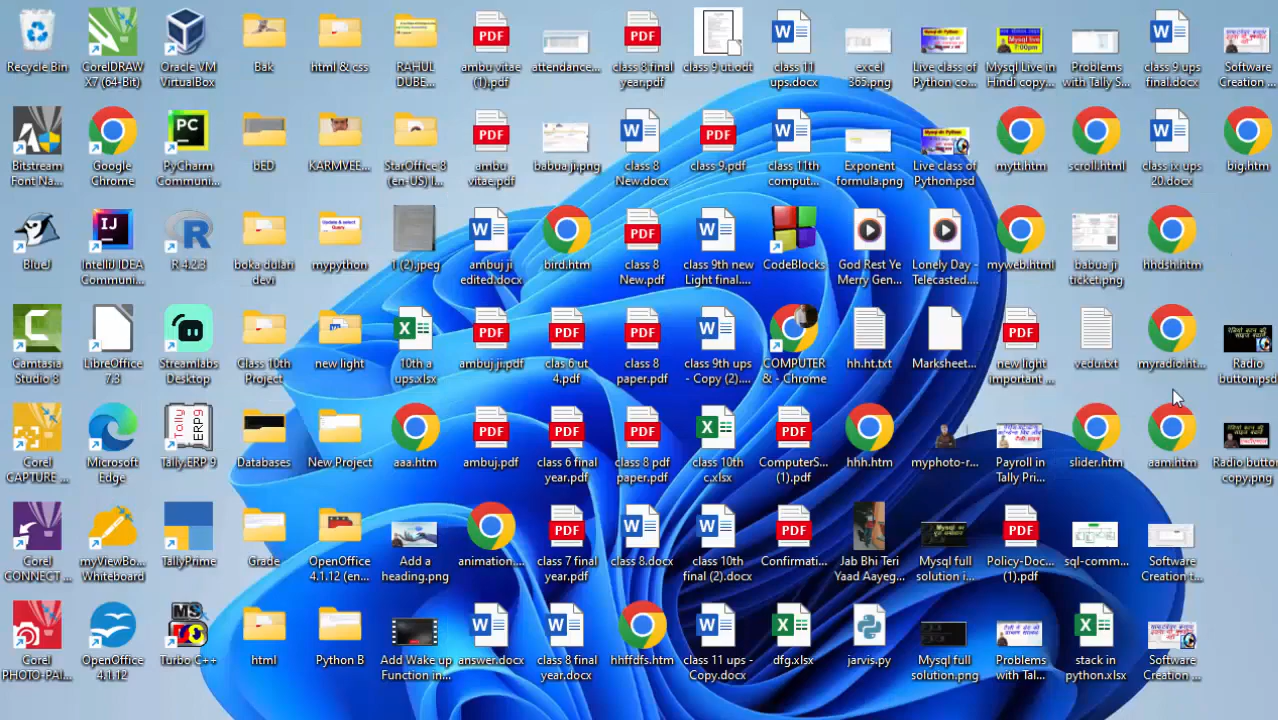 Recycle Bin
CorelDRAW
X7 (64-Bit)
Oracle VM
VirtualBox
Bak
html & css
RAHUL
DUBE...
ambu vitae
(1).pdf
attendance...
class 8 final
year.pdf
class 9 ut.odt
class 11
ups.docx
excel
365.png
Live class of
Python co...
Mysql Live in
Hindi copy...
Problems
with Tally S...
class 9 ups
final.docx
Software
Creation ...
Bitstream
Font Na...
Google
Chrome
PyCharm
Communi...
bED
KARMVEE...
StarOffice 8
(en-US) I...
ambu
vitae.pdf
babua ji.png
class 8
New.docx
class 9.pdf
class 11th
comput...
Exponent
formula.png
Live class of
Python.psd
mytt.htm
scroll.html
class ix ups
20.docx
big.htm
BlueJ
IntelliJ IDEA
Communi...
R 4.2.3
boka dulari
devi
mypython
1 (2).jpeg
ambuj ji
edited.docx
bird.htm
class 8
New.pdf
class 9th new
Light final....
CodeBlocks
God Rest Ye
Merry Gen...
Lonely Day -
Telecasted....
myweb.html
babua ji
ticket.png
hhdsh.htm
Camtasia
Studio 8
LibreOffice
7.3
Streamlabs
Desktop
Class 10th
Project
new light
10th a
ups.xlsx
ambuj.ji.pdf
clas 6 ut
4.pdf
class 8
paper.pdf
class 9th ups
- Copy (2)....
COMPUTER
& - Chrome
hh.ht.txt
Marksheet...
new light
important ...
vedu.txt
myradio.ht...
Radio
button.psd
Corel
CAPTURE ...
Microsoft
Edge
Tally.ERP 9
Databases
New Project
aaa.htm
ambuj.pdf
class 6 final
year.pdf
class 8 pdf
paper.pdf
class 10th
c.xlsx
ComputerS...
(1).pdf
hhh.htm
myphoto-r...
Payroll in
Tally Pri...
slider.htm
aami.htm
Radio button
copy.png
Corel
CONNECT ...
myViewBo...
Whiteboard
TallyPrime
Grade
OpenOffice
4.1.12 (en...
Add a
heading.png
animation....
class 7 final
year.pdf
class 8.docx
class 10th
final (2).docx
Confirmati...
Jab Bhi Teri
Yaad Aayeg...
Mysql full
solution i...
Policy-Doc...
(1).pdf
sql-comm...
Software
Creation t...
Corel
PHOTO-PAI...
OpenOffice
4.1.12
Turbo C++
html
Python B
Add Wake up
Function in...
answer.docx
class 8 final
year.docx
hhffdfs.htm
class 11 ups -
Copy.docx
dfg.xlsx
jarvis.py
Mysql full
solution.png
Problems
with Tal...
stack in
python.xlsx
Software
Creation ...